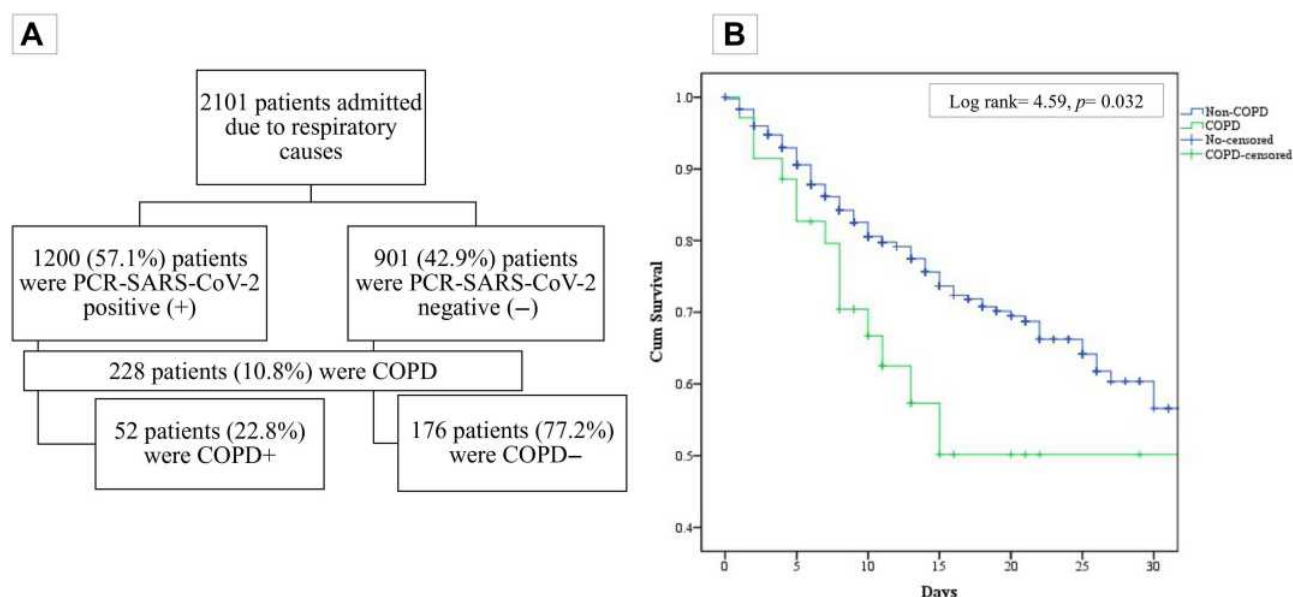 A
2101 patients admitted
due to respiratory
causes
1200 (57.1%) patients
were PCR-SARS-CoV-2
positive (+)
901 (42.9%) patients
were PCR-SARS-CoV-2
negative (−)
228 patients (10.8%) were COPD
52 patients (22.8%)
were COPD+
176 patients (77.2%)
were COPD−
B
Log rank= 4.59, p= 0.032
Non-COPD
COPD
No-censored
COPD-censored
Cum Survival
1.0
0.9
0.8
0.7
0.6
0.5
0.4
0 5 10 15 20 25 30
Days